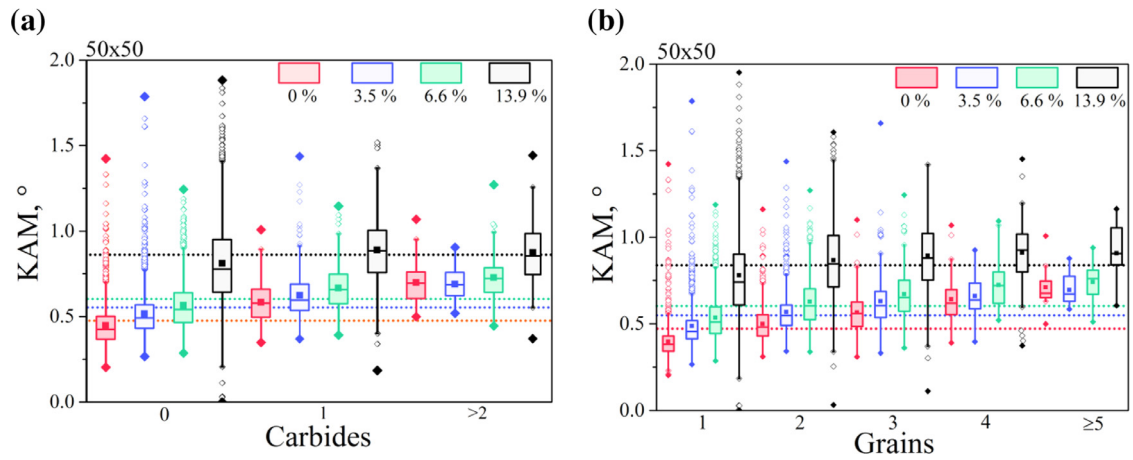 (a)
50x50
2.0
1.5
1.0
0.5
0.0
KAM, °
0 % 3.5 % 6.6 % 13.9 %
0 1 >2
Carbides
(b)
50x50
2.0
1.5
1.0
0.5
0.0
KAM, °
0 % 3.5 % 6.6 % 13.9 %
1 2 3 4 ≥5
Grains